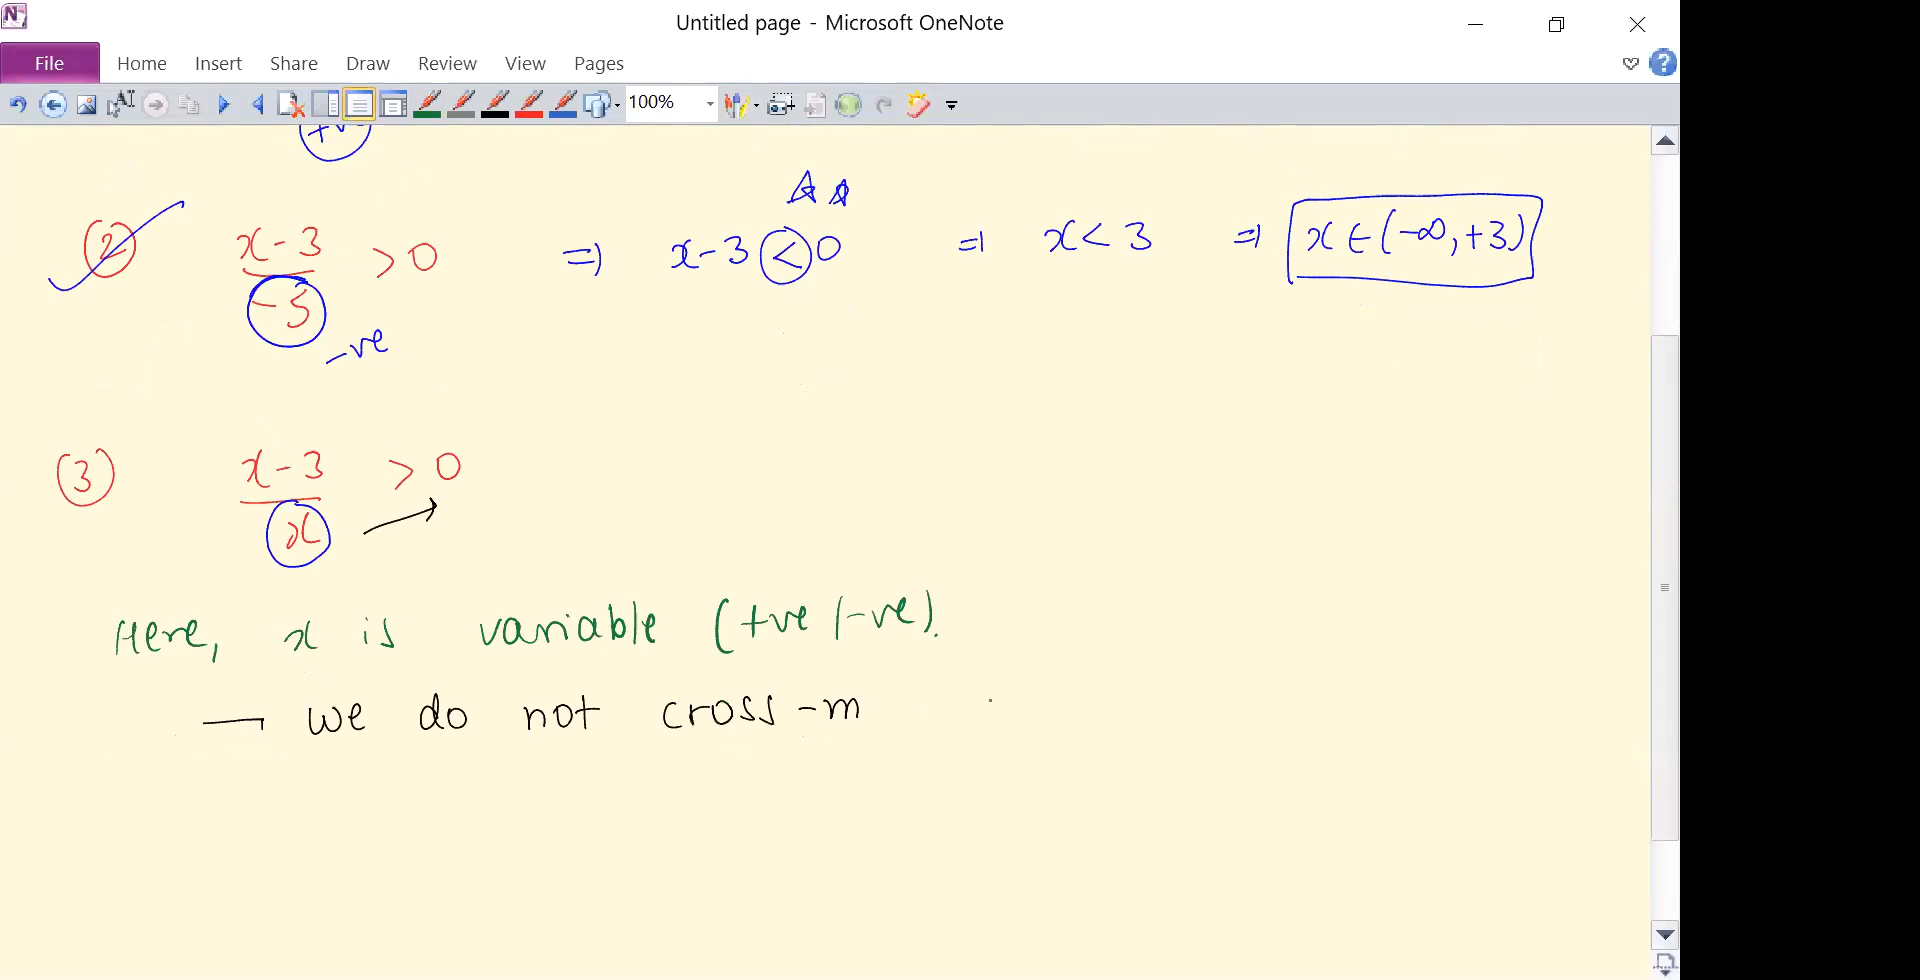 Untitled page - Microsoft OneNote
File Home Insert Share Draw Review View Pages
100%
+v
(2) x-3/-5 > 0 ⇒ x-3 < 0 ⇒ x < 3 ⇒ x ∈ (-∞, +3)
-ve
(3) x-3/x > 0
Here, x is variable (+ve/-ve).
— we do not cross-m